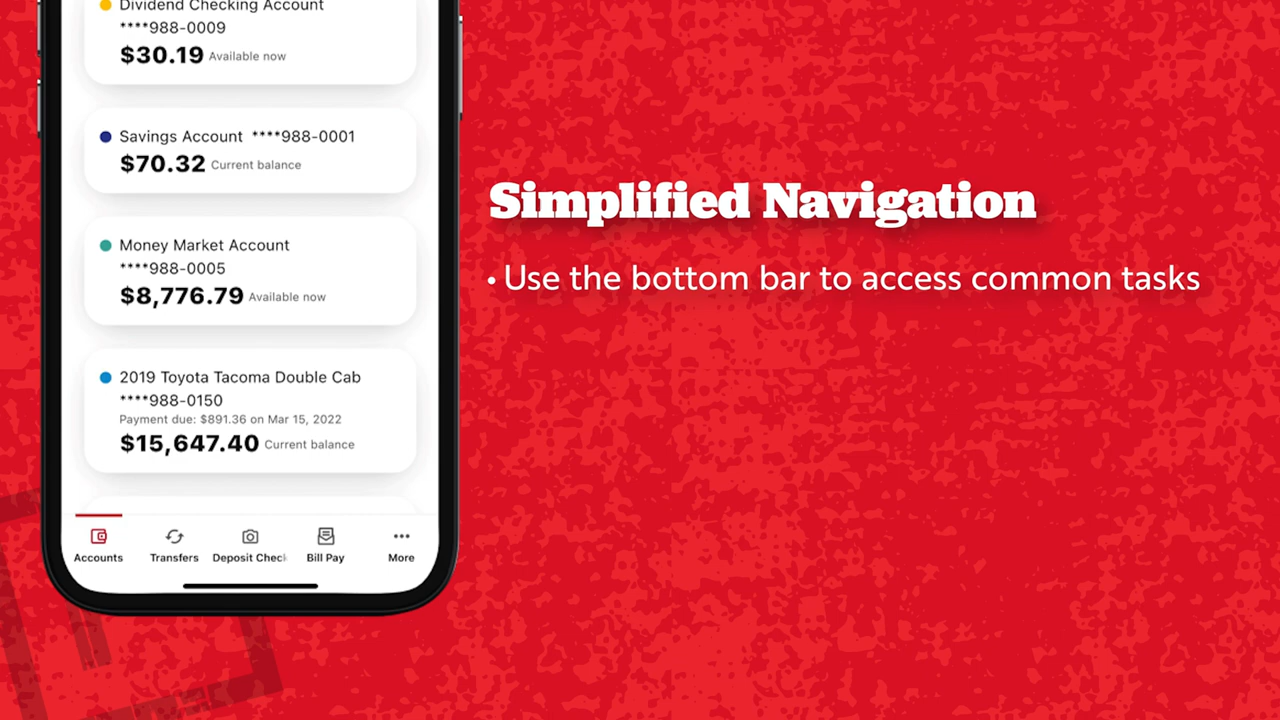 Dividend Checking Account
****988-0009
$30.19 Available now
Savings Account ****988-0001
$70.32 Current balance
Money Market Account
****988-0005
$8,776.79 Available now
2019 Toyota Tacoma Double Cab
****988-0150
Payment due: $891.36 on Mar 15, 2022
$15,647.40 Current balance
Accounts Transfers Deposit Chec Bill Pay More
Simplified Navigation
• Use the bottom bar to access common tasks